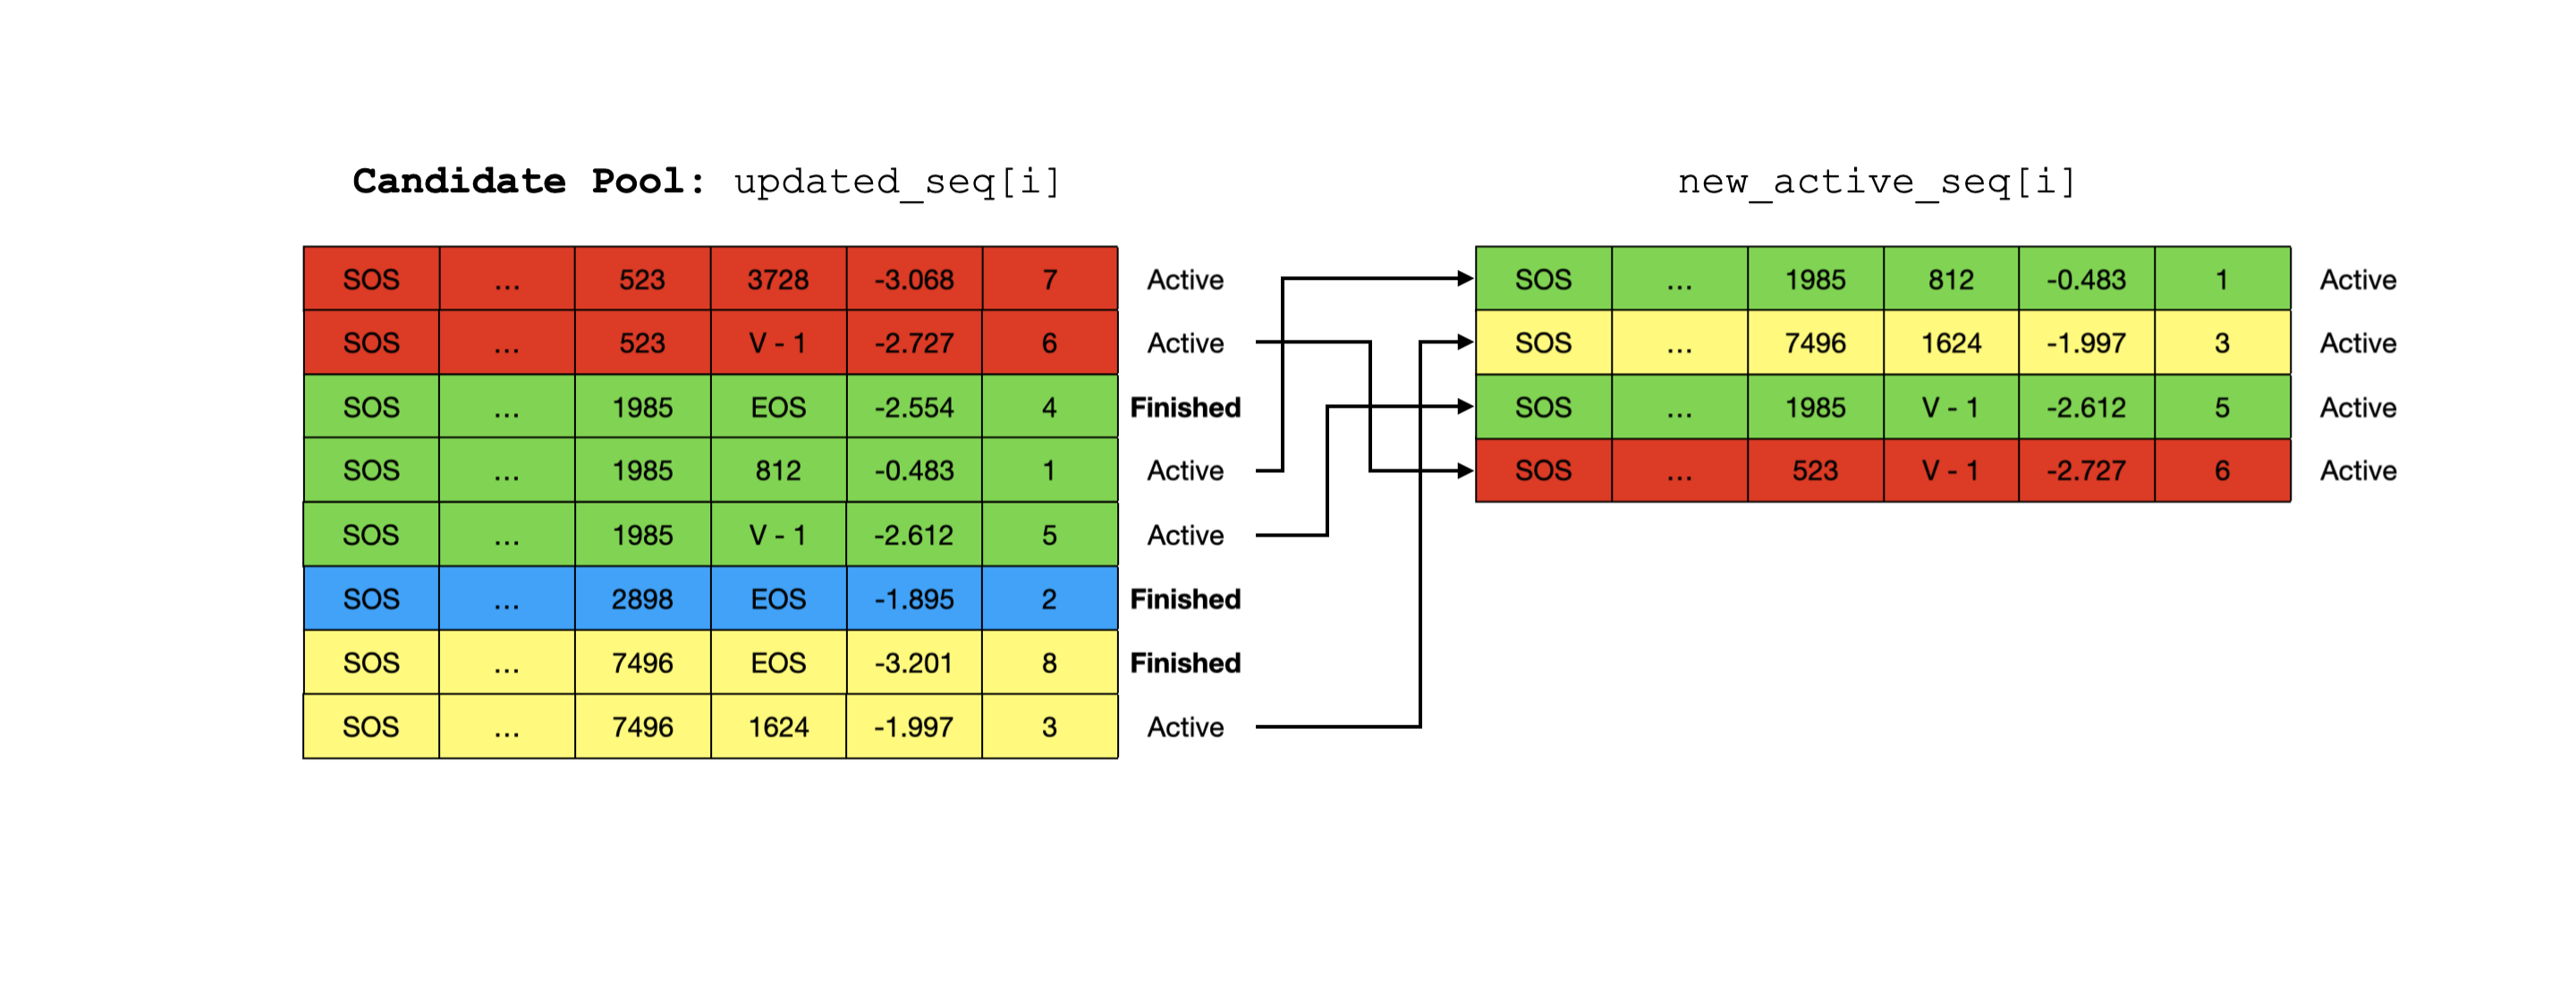 Candidate Pool: updated_seq[i] new_active_seq[i]
SOS ... 523 3728 -3.068 7 Active SOS ... 1985 812 -0.483 1 Active
SOS ... 523 V - 1 -2.727 6 Active SOS ... 7496 1624 -1.997 3 Active
SOS ... 1985 EOS -2.554 4 Finished SOS ... 1985 V - 1 -2.612 5 Active
SOS ... 1985 812 -0.483 1 Active SOS ... 523 V - 1 -2.727 6 Active
SOS ... 1985 V - 1 -2.612 5 Active
SOS ... 2898 EOS -1.895 2 Finished
SOS ... 7496 EOS -3.201 8 Finished
SOS ... 7496 1624 -1.997 3 Active